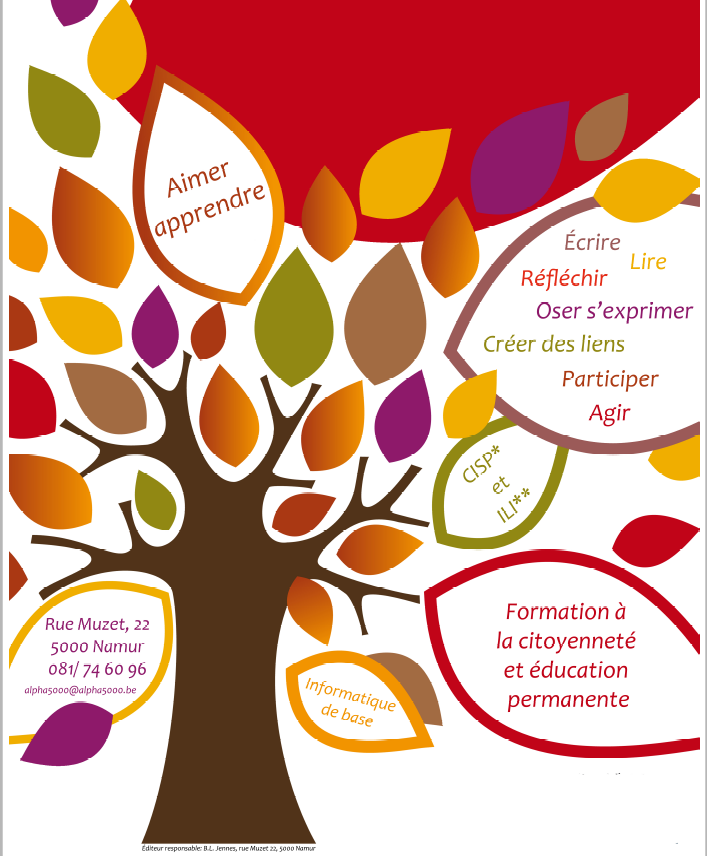 Aimer
apprendre
Écrire
Lire
Réfléchir
Oser s'exprimer
Créer des liens
Participer
Agir
CISP*
et
ILI**
Rue Muzet, 22
5000 Namur
081/ 74 60 96
alpha5000@alpha5000.be
Informatique
de base
Formation à
la citoyenneté
et éducation
permanente
Éditeur responsable: B.L. Jennes, rue Muzet 22, 5000 Namur